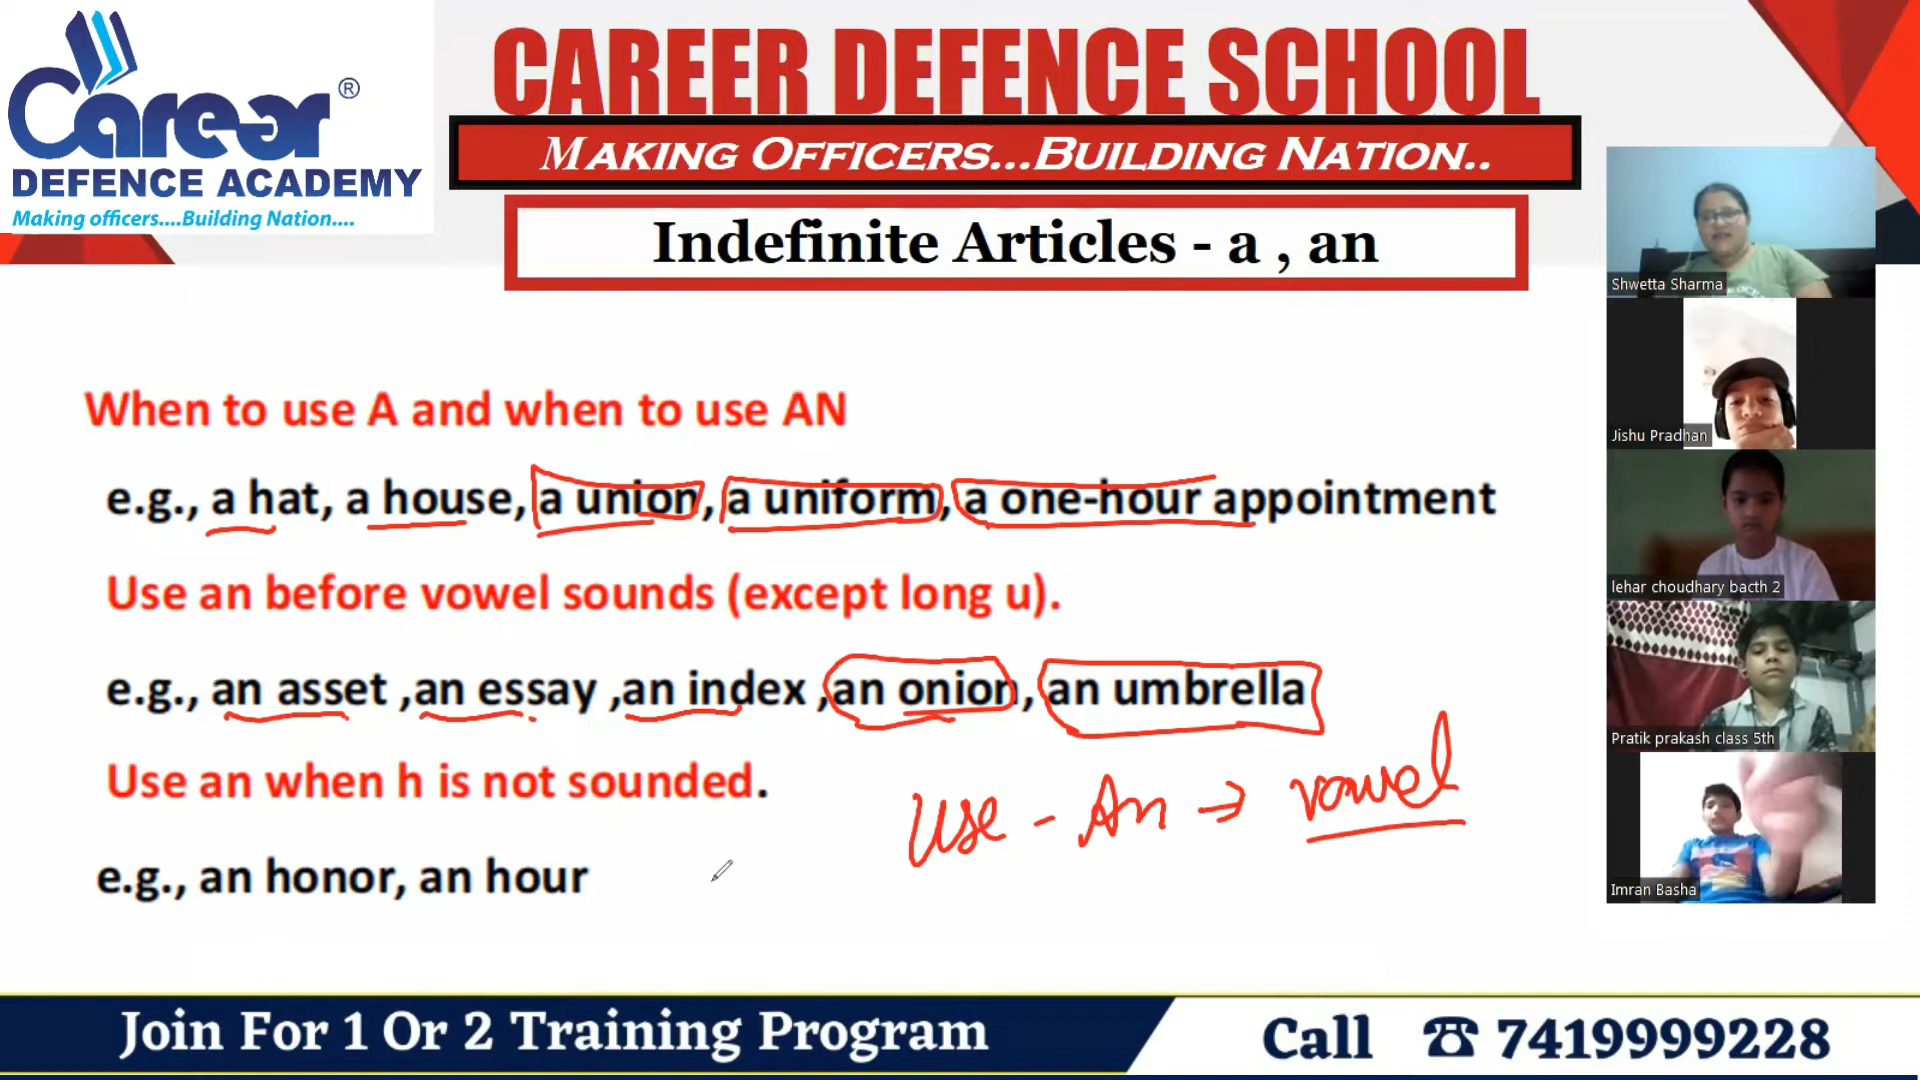 Career ®
DEFENCE ACADEMY
Making officers....Building Nation....
CAREER DEFENCE SCHOOL
MAKING OFFICERS...BUILDING NATION..
Indefinite Articles - a , an
When to use A and when to use AN
e.g., a hat, a house, a union, a uniform, a one-hour appointment
Use an before vowel sounds (except long u).
e.g., an asset ,an essay ,an index ,an onion, an umbrella
Use an when h is not sounded.
Use - An → vowel
e.g., an honor, an hour
Shwetta Sharma
Jishu Pradhan
lehar choudhary bacth 2
Pratik prakash class 5th
Imran Basha
Join For 1 Or 2 Training Program
Call ☎ 7419999228